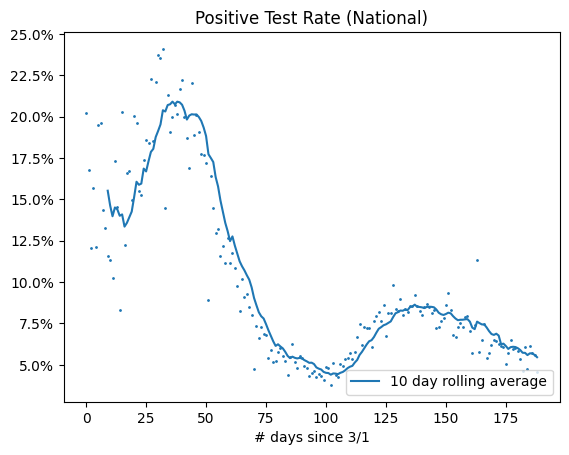 Positive Test Rate (National)
25.0%
22.5%
20.0%
17.5%
15.0%
12.5%
10.0%
7.5%
5.0%
10 day rolling average
0 25 50 75 100 125 150 175
# days since 3/1